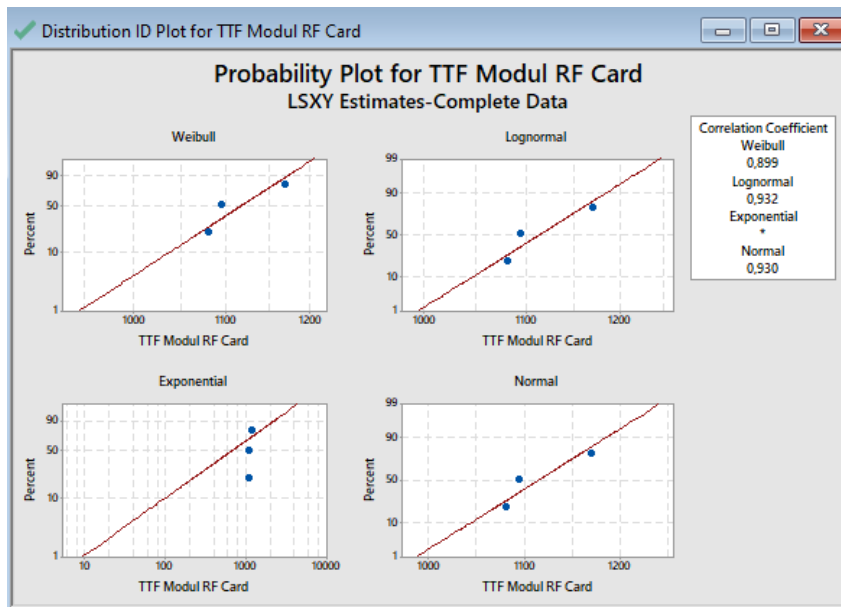 Distribution ID Plot for TTF Modul RF Card
Probability Plot for TTF Modul RF Card
LSXY Estimates-Complete Data
Weibull
90
50
10
1
Percent
1000 1100 1200
TTF Modul RF Card
Lognormal
99
90
50
10
1
Percent
1000 1100 1200
TTF Modul RF Card
Correlation Coefficient
Weibull
0,899
Lognormal
0,932
Exponential
*
Normal
0,930
Exponential
90
50
10
1
Percent
10 100 1000 10000
TTF Modul RF Card
Normal
99
90
50
10
1
Percent
1000 1100 1200
TTF Modul RF Card